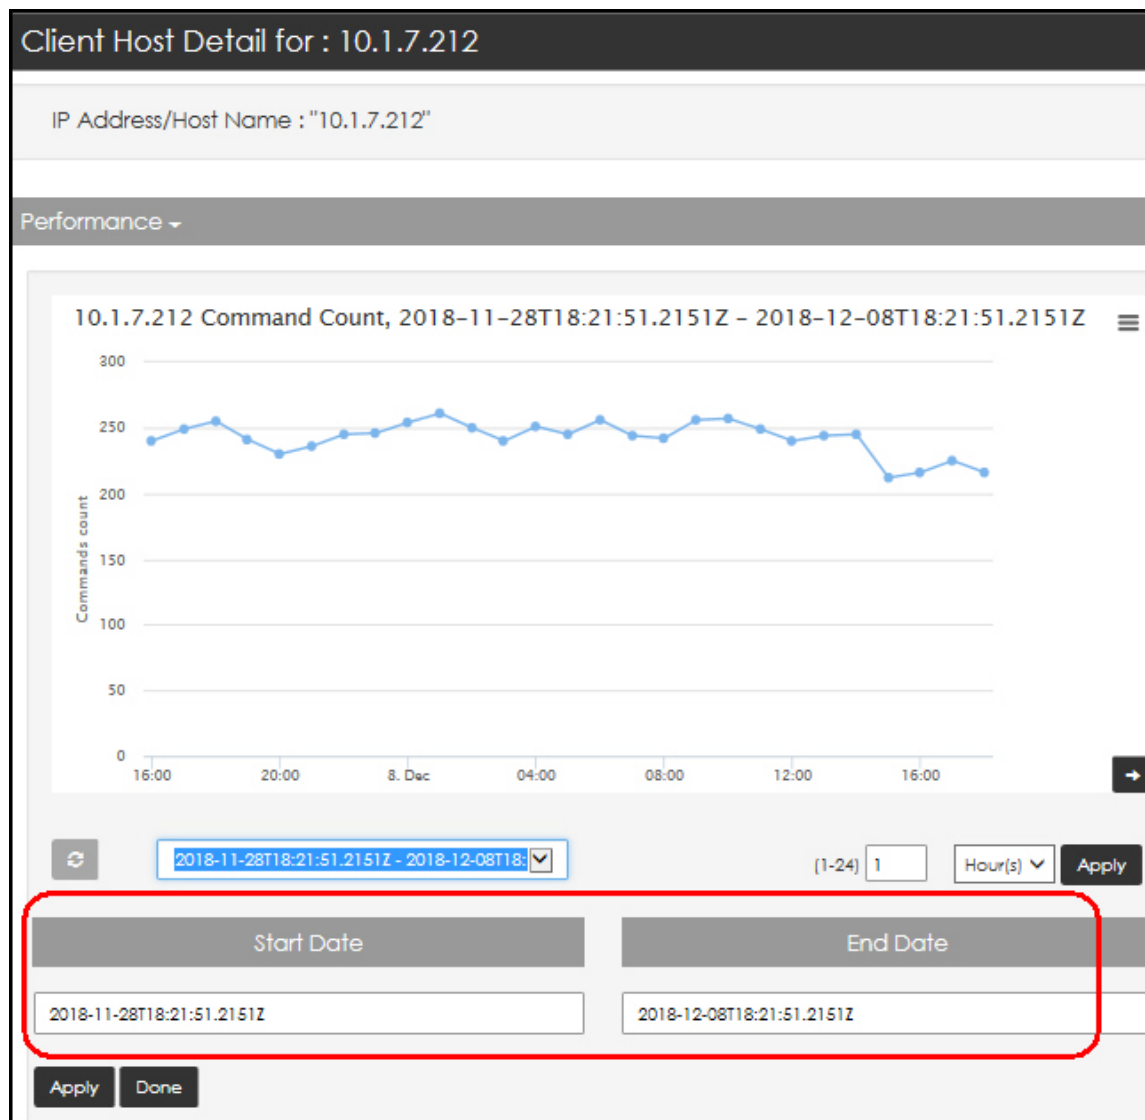 Client Host Detail for : 10.1.7.212
IP Address/Host Name : "10.1.7.212"
Performance
10.1.7.212 Command Count, 2018-11-28T18:21:51.2151Z - 2018-12-08T18:21:51.2151Z
300
250
200
150
100
50
0
Commands count
16:00 20:00 8. Dec 04:00 08:00 12:00 16:00
2018-11-28T18:21:51.2151Z - 2018-12-08T18: (1-24) 1 Hour(s) Apply
Start Date End Date
2018-11-28T18:21:51.2151Z 2018-12-08T18:21:51.2151Z
Apply Done